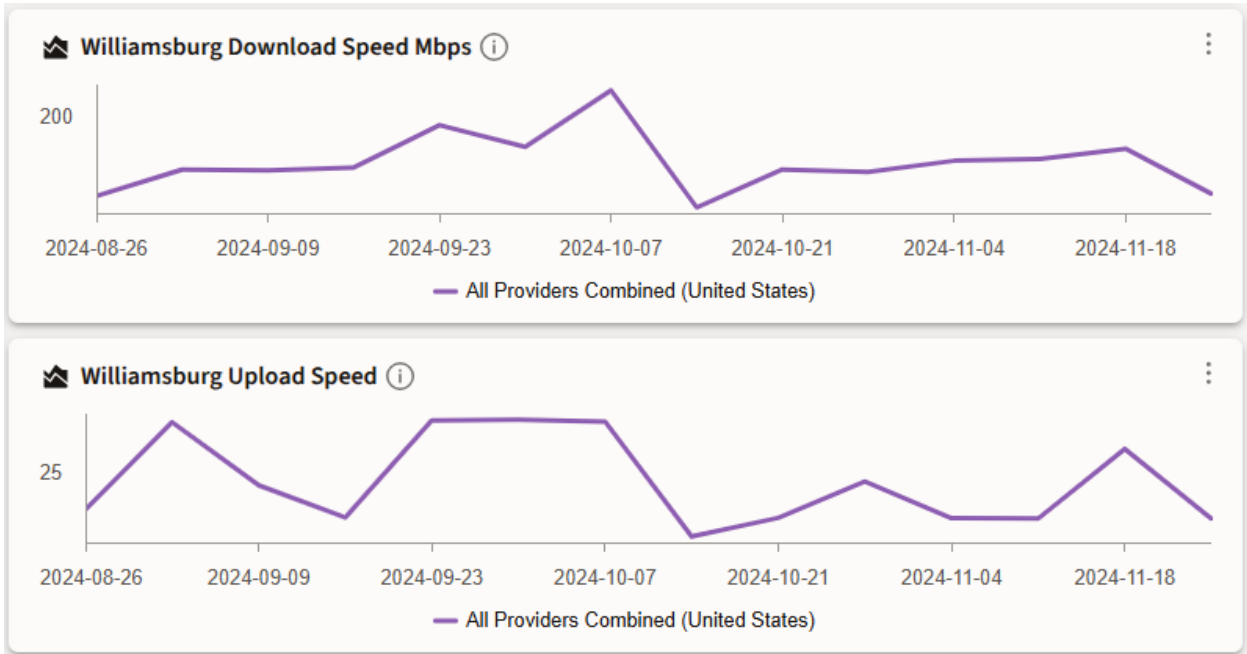 Williamsburg Download Speed Mbps
200
2024-08-26 2024-09-09 2024-09-23 2024-10-07 2024-10-21 2024-11-04 2024-11-18
All Providers Combined (United States)
Williamsburg Upload Speed
25
2024-08-26 2024-09-09 2024-09-23 2024-10-07 2024-10-21 2024-11-04 2024-11-18
All Providers Combined (United States)